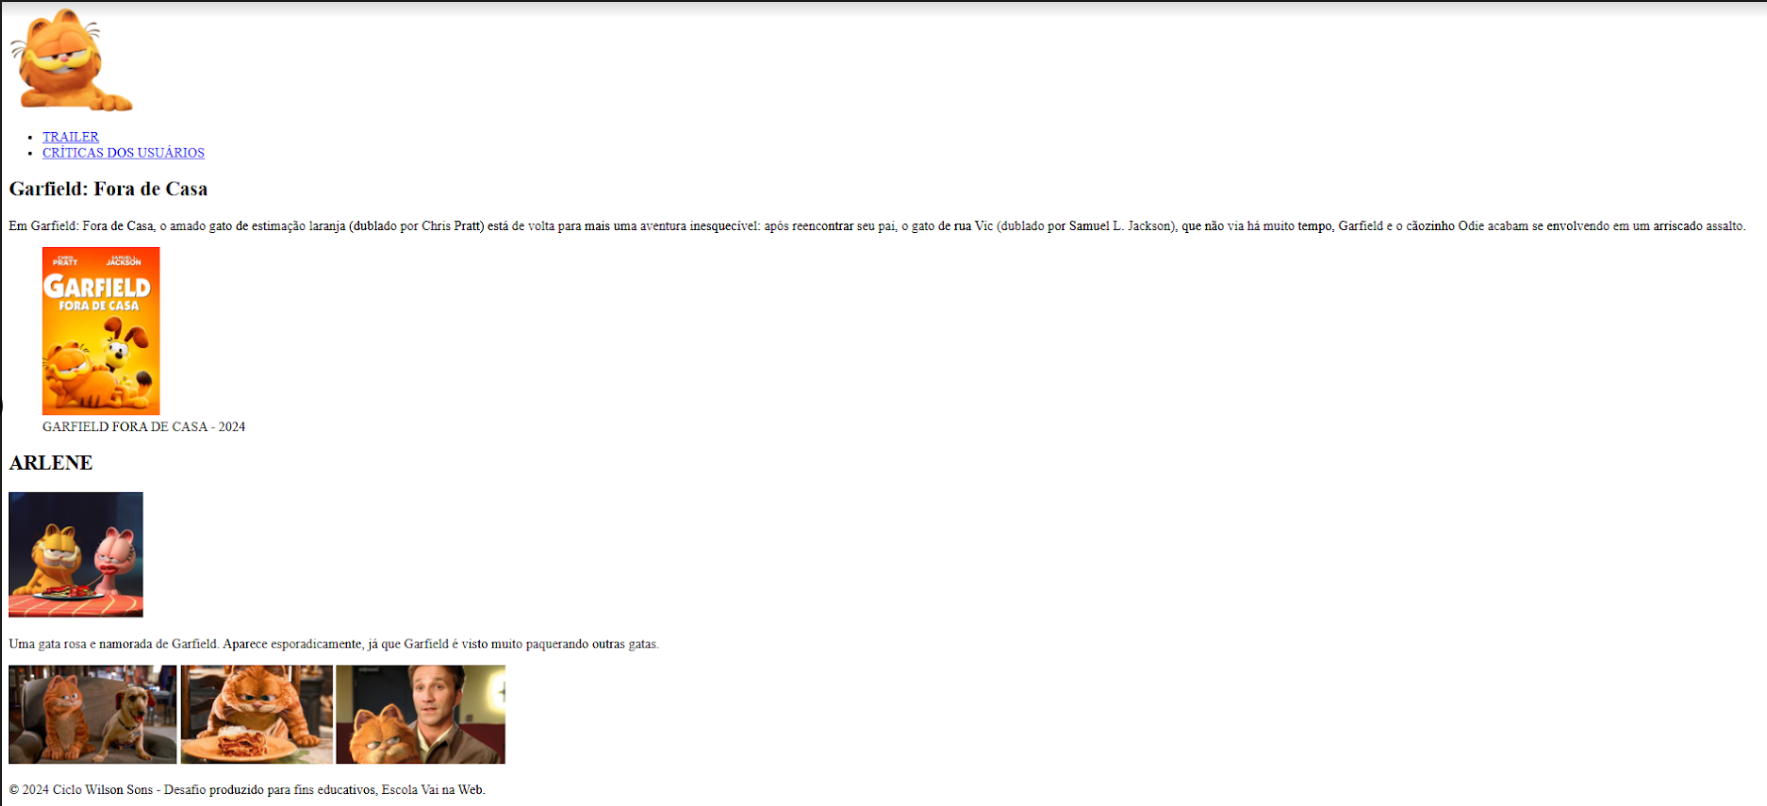 TRAILER
CRÍTICAS DOS USUÁRIOS
Garfield: Fora de Casa
Em Garfield: Fora de Casa, o amado gato de estimação laranja (dublado por Chris Pratt) está de volta para mais uma aventura inesquecível: após reencontrar seu pai, o gato de rua Vic (dublado por Samuel L. Jackson), que não via há muito tempo, Garfield e o cãozinho Odie acabam se envolvendo em um arriscado assalto.
CHRIS PRATT SAMUEL L. JACKSON
GARFIELD
FORA DE CASA
GARFIELD FORA DE CASA - 2024
ARLENE
Uma gata rosa e namorada de Garfield. Aparece esporadicamente, já que Garfield é visto muito paquerando outras gatas.
© 2024 Ciclo Wilson Sons - Desafio produzido para fins educativos, Escola Vai na Web.